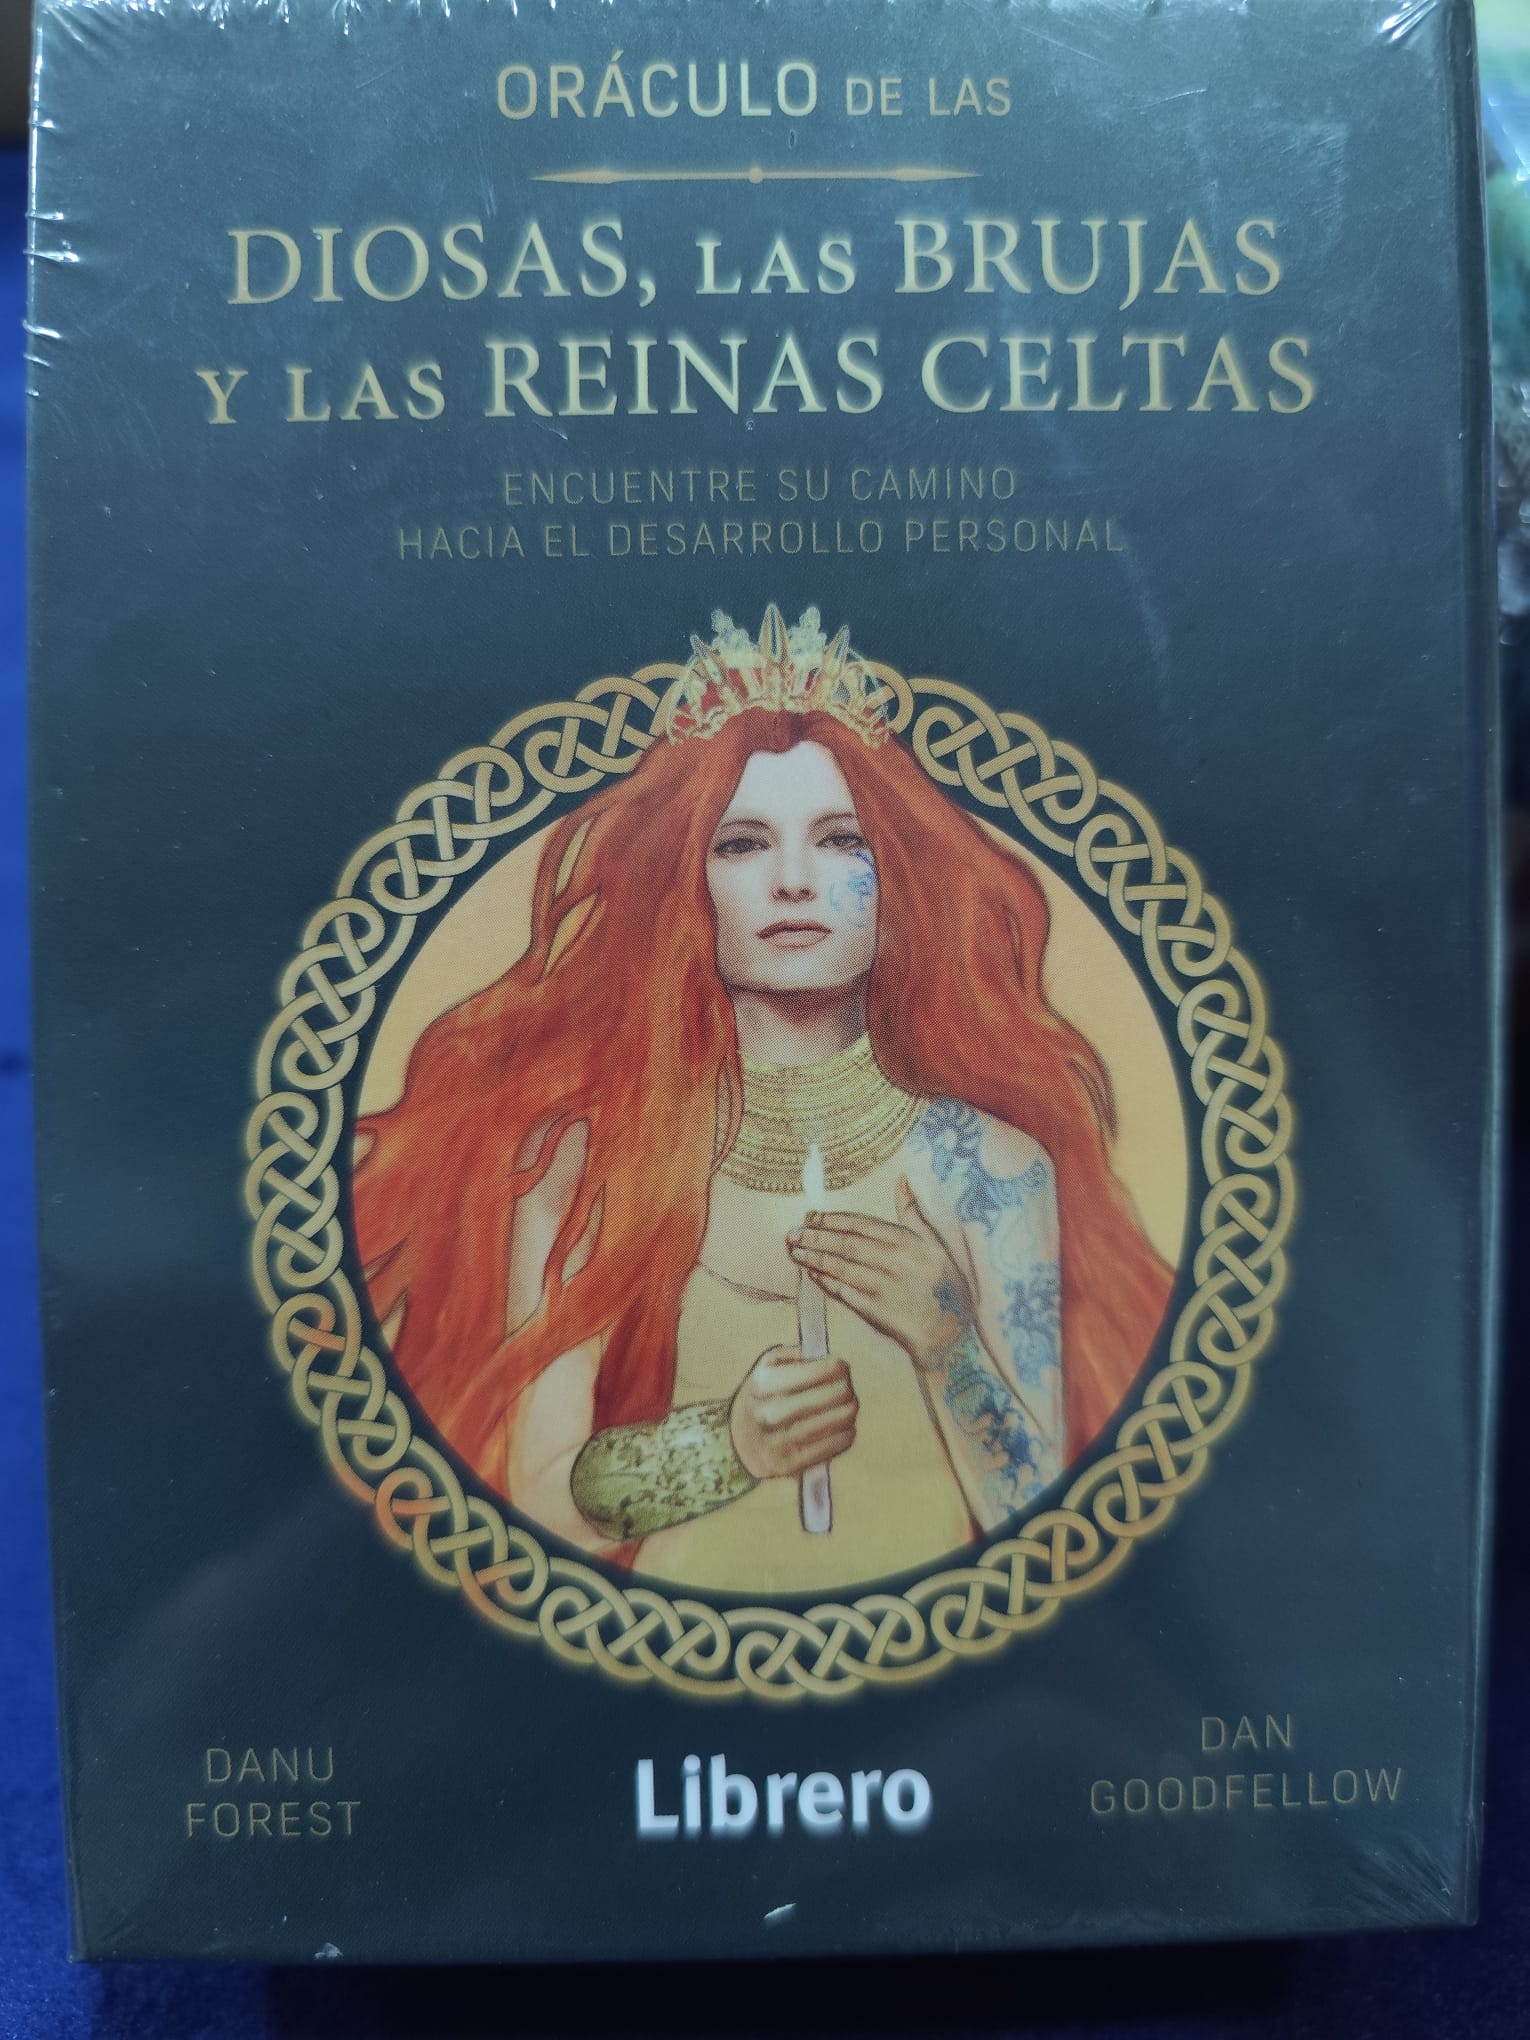 ORÁCULO DE LAS
DIOSAS, LAS BRUJAS
Y LAS REINAS CELTAS
ENCUENTRE SU CAMINO
HACIA EL DESARROLLO PERSONAL
DANU
FOREST
Librero
DAN
GOODFELLOW